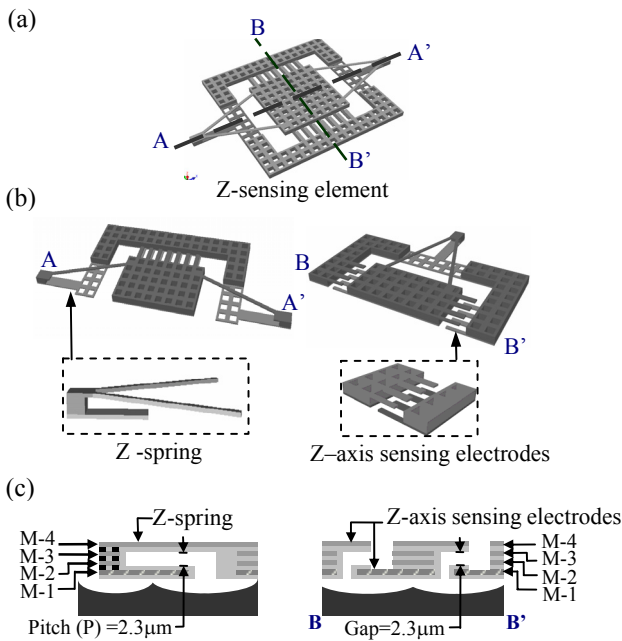 (a)
B
A'
A
B'
Z-sensing element
(b)
A
A'
B
B'
Z -spring
Z–axis sensing electrodes
(c)
Z-spring
Z-axis sensing electrodes
M-4
M-3
M-2
M-1
M-4
M-3
M-2
M-1
Pitch (P) =2.3μm
B
Gap=2.3μm
B'